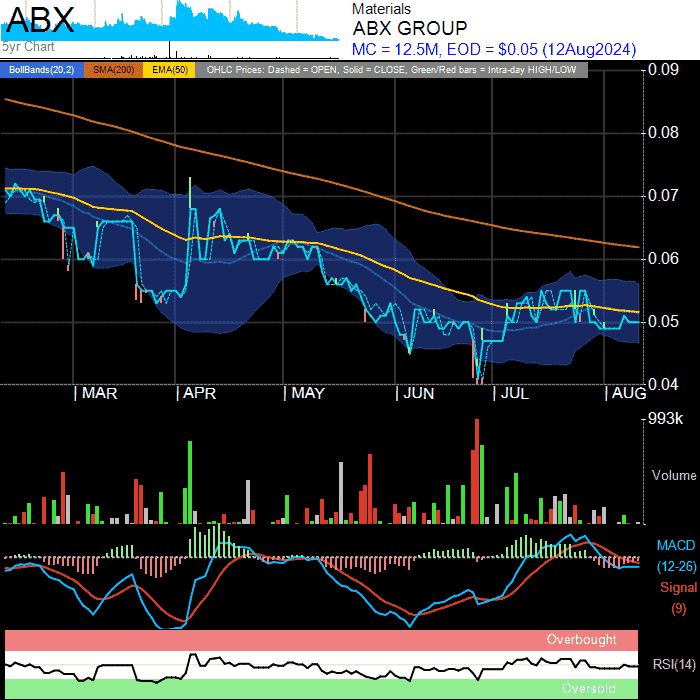 ABX
5yr Chart
Materials
ABX GROUP
MC = 12.5M, EOD = $0.05 (12Aug2024)
BollBands(20,2) SMA(200) EMA(50) OHLC Prices: Dashed = OPEN, Solid = CLOSE, Green/Red bars = Intra-day HIGH/LOW
0.09
0.08
0.07
0.06
0.05
0.04
MAR APR MAY JUN JUL AUG
993k
Volume
MACD
(12-26)
Signal
(9)
Overbought
RSI(14)
Oversold